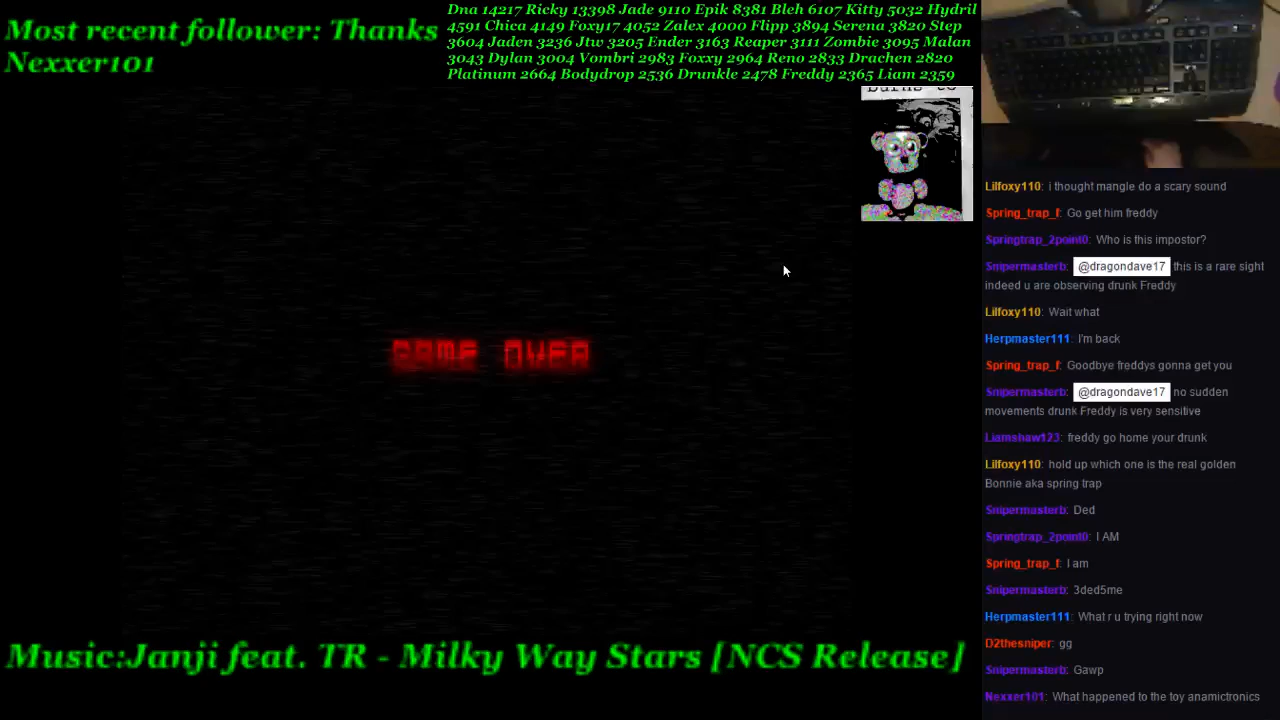 Most recent follower: Thanks
Nexxer101
Dna 14217 Ricky 13398 Jade 9110 Epik 8381 Bleh 6107 Kitty 5032 Hydril
4591 Chica 4149 Foxy17 4052 Zalex 4000 Flipp 3894 Serena 3820 Step
3604 Jaden 3236 Jtw 3205 Ender 3163 Reaper 3111 Zombie 3095 Malan
3043 Dylan 3004 Vombri 2983 Foxxy 2964 Reno 2833 Drachen 2820
Platinum 2664 Bodydrop 2536 Drunkle 2478 Freddy 2365 Liam 2359
GAME OVER
Music:Janji feat. TR - Milky Way Stars [NCS Release]
Lilfoxy110: i thought mangle do a scary sound
Spring_trap_f: Go get him freddy
Springtrap_2point0: Who is this impostor?
Snipermasterb: @dragondave17 this is a rare sight
indeed u are observing drunk Freddy
Lilfoxy110: Wait what
Herpmaster111: I'm back
Spring_trap_f: Goodbye freddys gonna get you
Snipermasterb: @dragondave17 no sudden
movements drunk Freddy is very sensitive
Liamshaw123: freddy go home your drunk
Lilfoxy110: hold up which one is the real golden
Bonnie aka spring trap
Snipermasterb: Ded
Springtrap_2point0: I AM
Spring_trap_f: I am
Snipermasterb: 3ded5me
Herpmaster111: What r u trying right now
D2thesniper: gg
Snipermasterb: Gawp
Nexxer101: What happened to the toy anamictronics